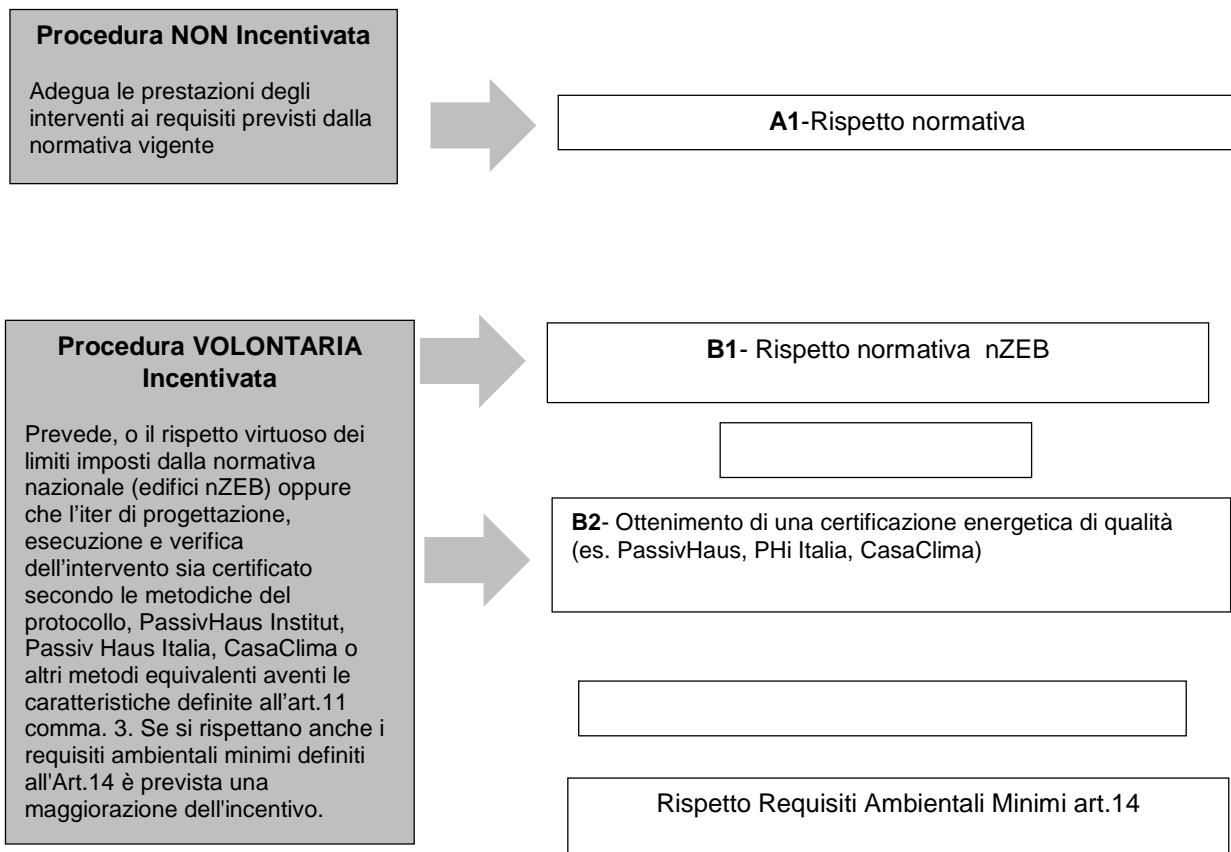 Procedura NON Incentivata
Adegua le prestazioni degli
interventi ai requisiti previsti dalla
normativa vigente
A1-Rispetto normativa
Procedura VOLONTARIA
Incentivata
Prevede, o il rispetto virtuoso dei
limiti imposti dalla normativa
nazionale (edifici nZEB) oppure
che l'iter di progettazione,
esecuzione e verifica
dell'intervento sia certificato
secondo le metodiche del
protocollo, PassivHaus Institut,
Passiv Haus Italia, CasaClima o
altri metodi equivalenti aventi le
caratteristiche definite all'art.11
comma. 3. Se si rispettano anche i
requisiti ambientali minimi definiti
all'Art.14 è prevista una
maggiorazione dell'incentivo.
B1- Rispetto normativa nZEB
B2- Ottenimento di una certificazione energetica di qualità
(es. PassivHaus, PHi Italia, CasaClima)
Rispetto Requisiti Ambientali Minimi art.14